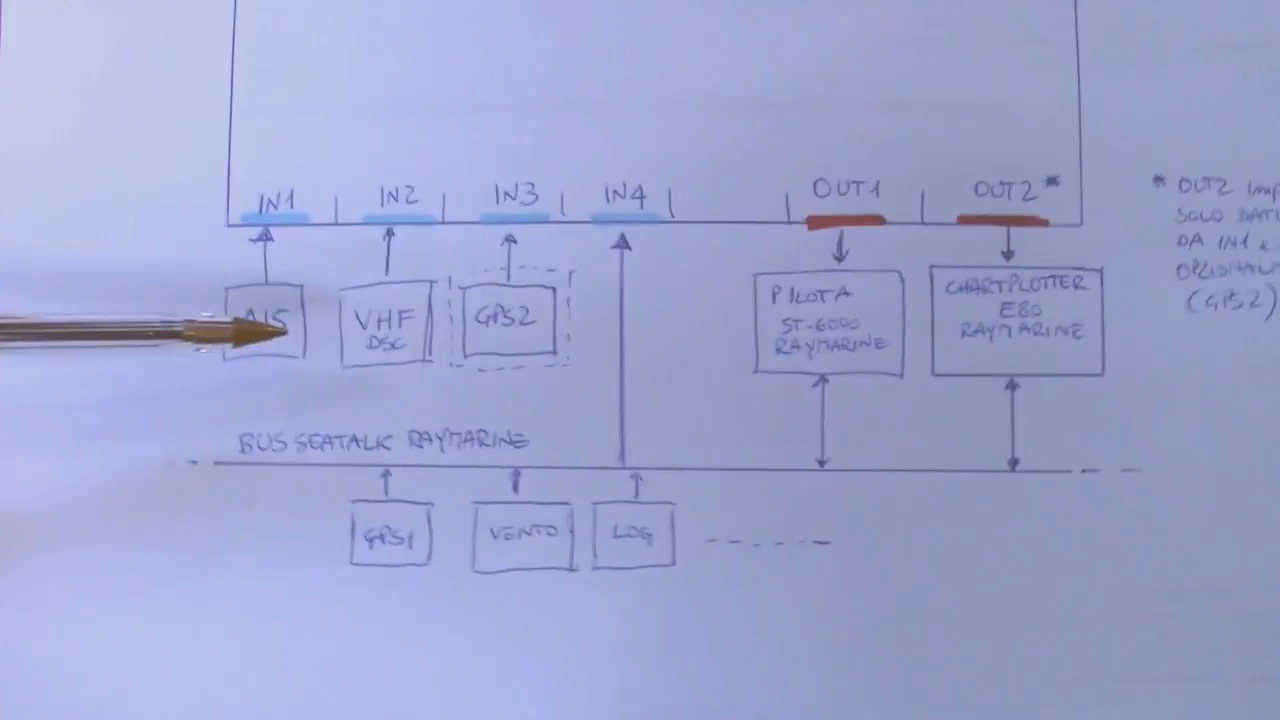 IN1 IN2 IN3 IN4 OUT1 OUT2*
* OUT2
SOLO
DA IN1
(GPS2)
AIS
VHF
DSC
GPS2
PILOTA
ST-6000
RAYMARINE
CHARTPLOTTER
E80
RAYMARINE
BUS SEATALK RAYMARINE
GPS1
VENTO
LOG